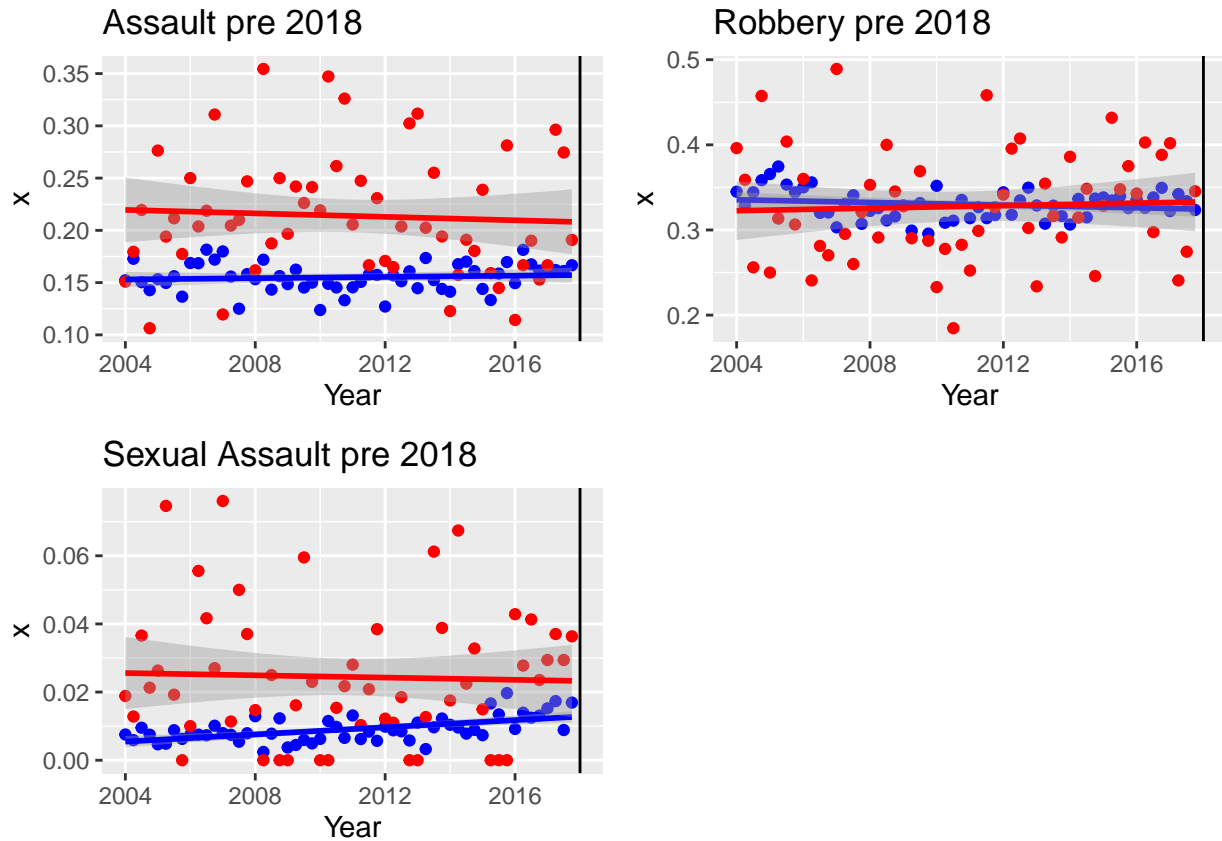 Assault pre 2018
0.35
0.30
0.25
0.20
0.15
0.10
x
2004 2008 2012 2016
Year
Robbery pre 2018
0.5
0.4
0.3
0.2
x
2004 2008 2012 2016
Year
Sexual Assault pre 2018
0.06
0.04
0.02
0.00
x
2004 2008 2012 2016
Year